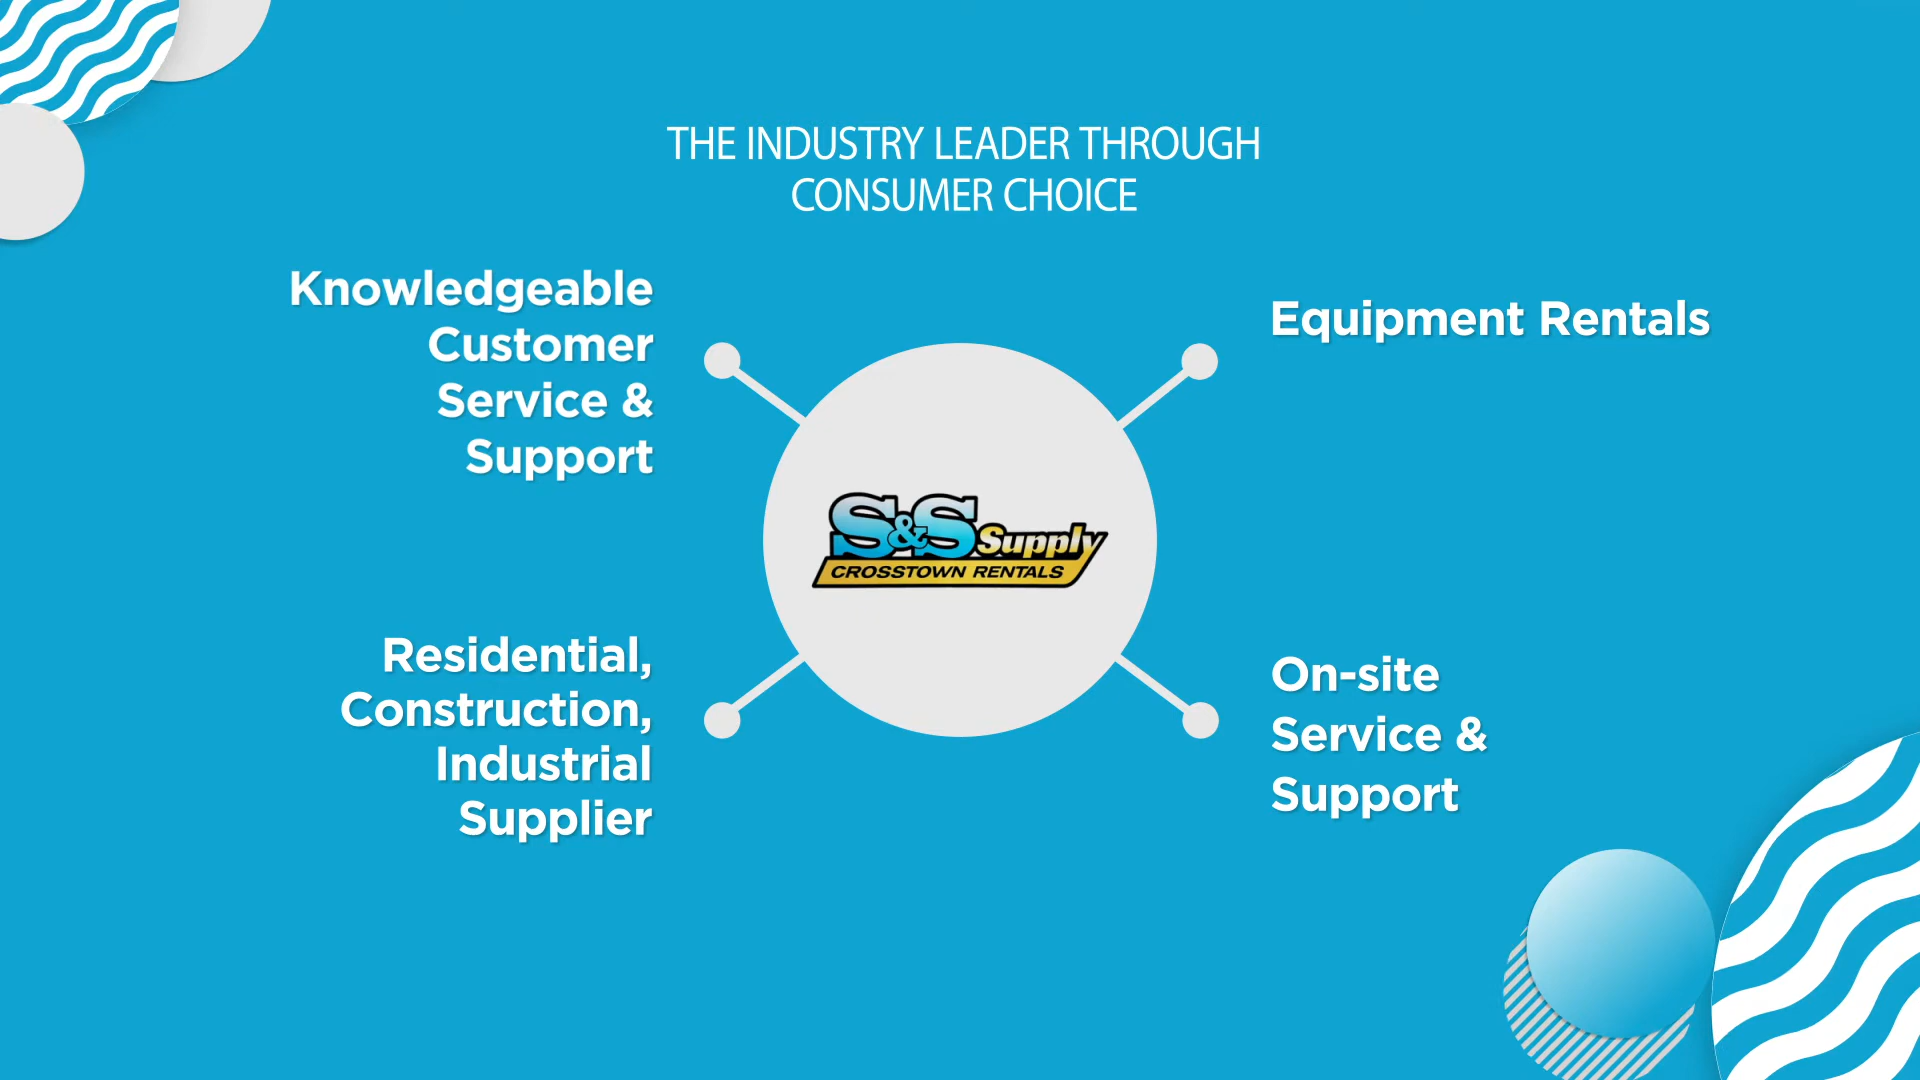 THE INDUSTRY LEADER THROUGH
CONSUMER CHOICE
Knowledgeable
Customer
Service &
Support
Equipment Rentals
S&S Supply
CROSSTOWN RENTALS
Residential,
Construction,
Industrial
Supplier
On-site
Service &
Support